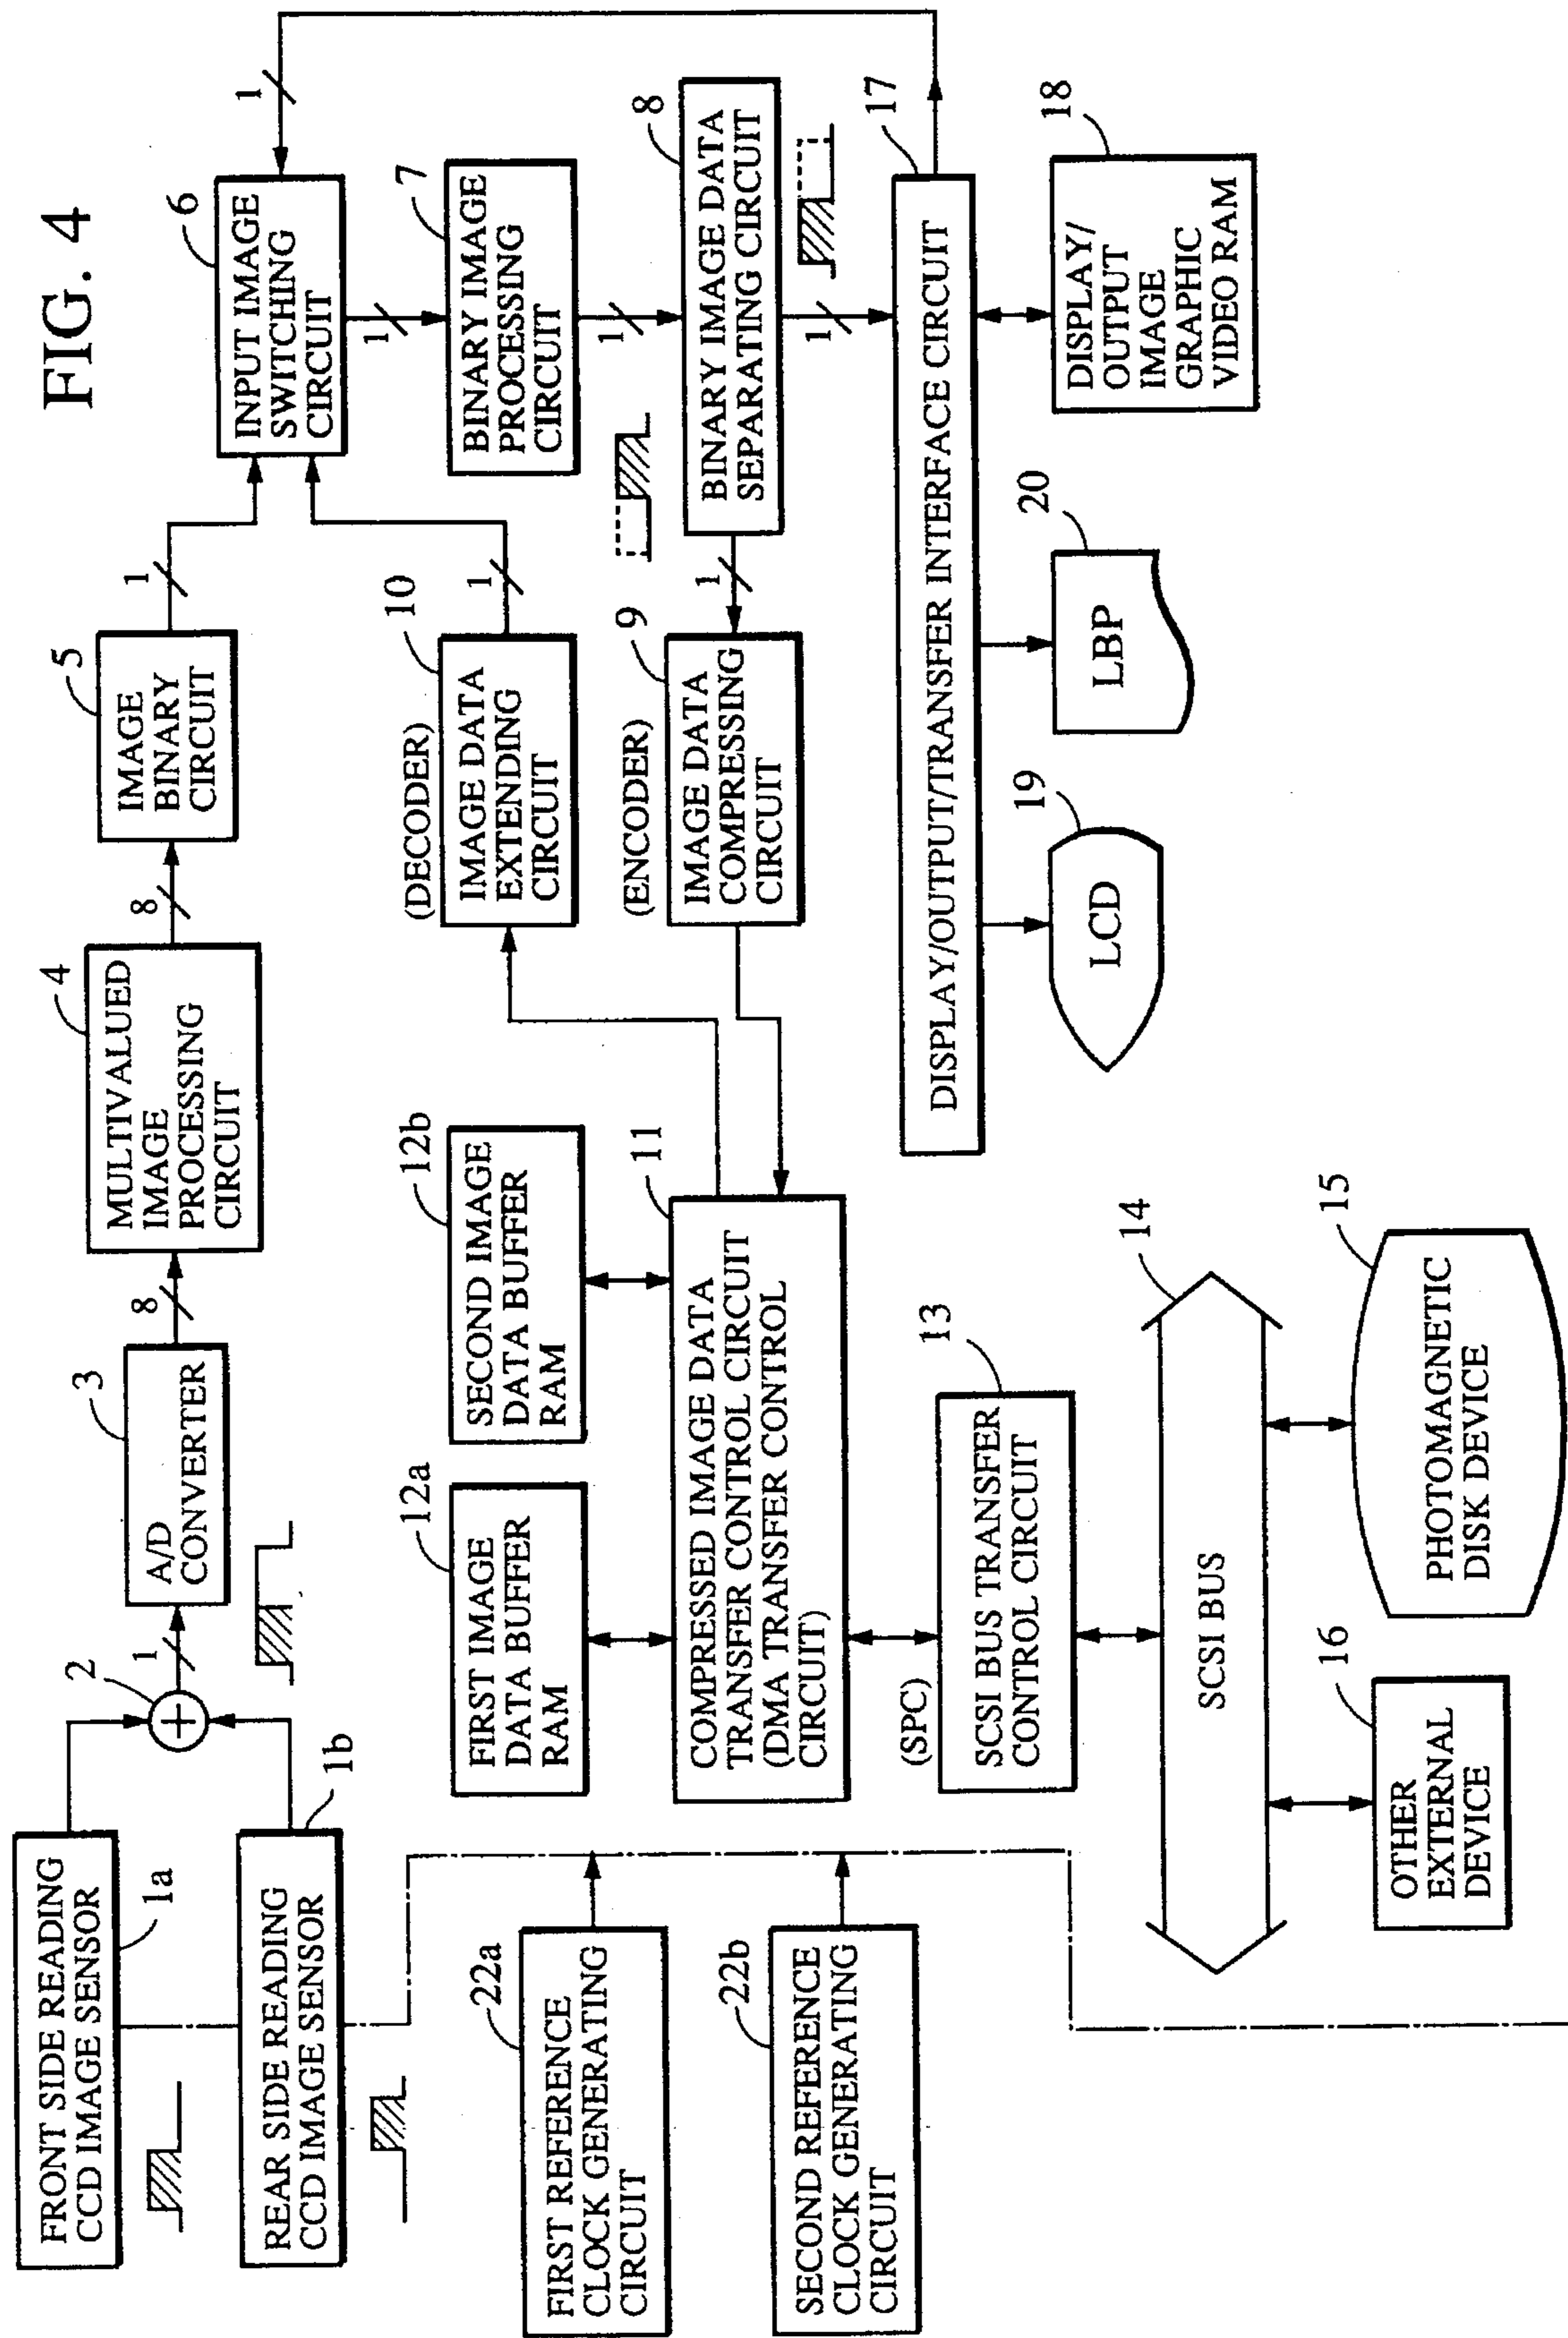 FIG. 4
FRONT SIDE READING
CCD IMAGE SENSOR
1a
REAR SIDE READING
CCD IMAGE SENSOR
1b
2
1
A/D
CONVERTER
3
8
MULTIVALUED
IMAGE
PROCESSING
CIRCUIT
4
8
IMAGE
BINARY
CIRCUIT
5
1
INPUT IMAGE
SWITCHING
CIRCUIT
6
1
1
BINARY IMAGE
PROCESSING
CIRCUIT
7
1
BINARY IMAGE DATA
SEPARATING CIRCUIT
8
1
1
(DECODER)
IMAGE DATA
EXTENDING
CIRCUIT
10
1
(ENCODER)
IMAGE DATA
COMPRESSING
CIRCUIT
9
FIRST IMAGE
DATA BUFFER
RAM
12a
SECOND IMAGE
DATA BUFFER
RAM
12b
COMPRESSED IMAGE DATA
TRANSFER CONTROL CIRCUIT
(DMA TRANSFER CONTROL
CIRCUIT)
11
(SPC)
SCSI BUS TRANSFER
CONTROL CIRCUIT
13
SCSI BUS
14
PHOTOMAGNETIC
DISK DEVICE
15
OTHER
EXTERNAL
DEVICE
16
DISPLAY/OUTPUT/TRANSFER INTERFACE CIRCUIT
17
DISPLAY/
OUTPUT
IMAGE
GRAPHIC
VIDEO RAM
18
LCD
19
LBP
20
FIRST REFERENCE
CLOCK GENERATING
CIRCUIT
22a
SECOND REFERENCE
CLOCK GENERATING
CIRCUIT
22b